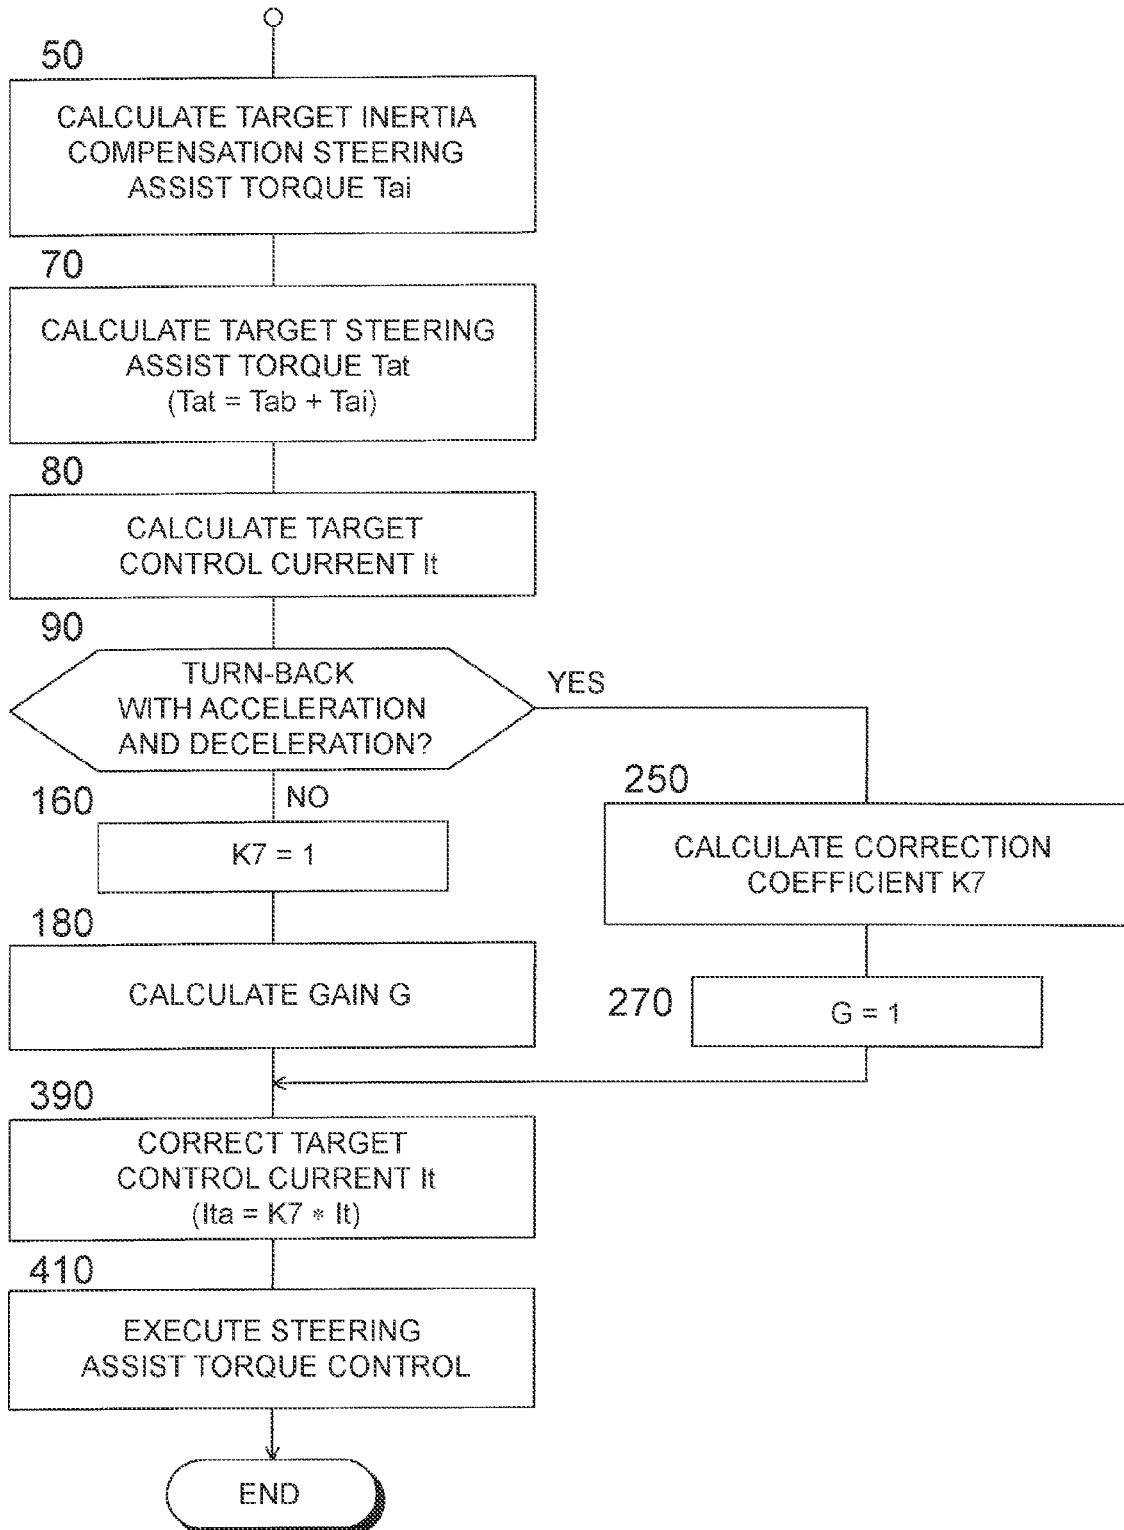 50
CALCULATE TARGET INERTIA
COMPENSATION STEERING
ASSIST TORQUE Tai
70
CALCULATE TARGET STEERING
ASSIST TORQUE Tat
(Tat = Tab + Tai)
80
CALCULATE TARGET
CONTROL CURRENT It
90
TURN-BACK
WITH ACCELERATION
AND DECELERATION?
YES
NO
160
K7 = 1
250
CALCULATE CORRECTION
COEFFICIENT K7
180
CALCULATE GAIN G
270
G = 1
390
CORRECT TARGET
CONTROL CURRENT It
(Ita = K7 * It)
410
EXECUTE STEERING
ASSIST TORQUE CONTROL
END